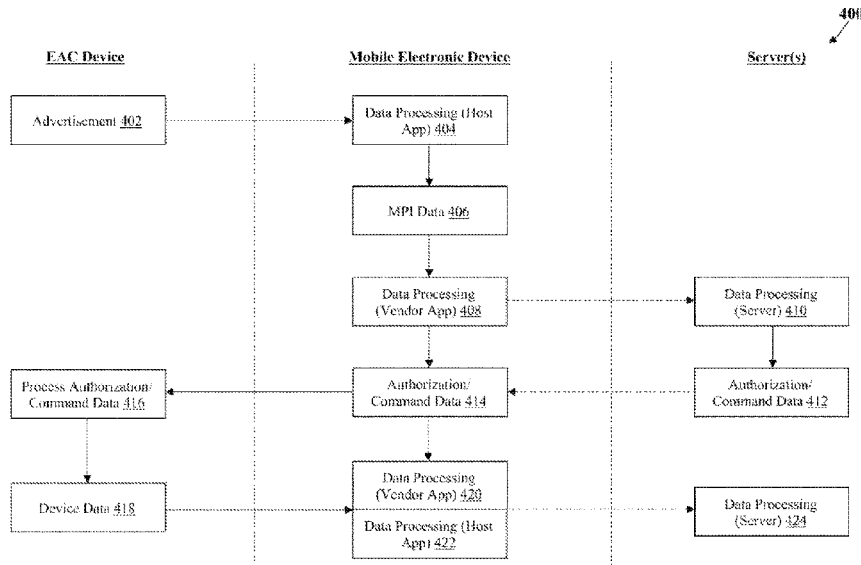 400
EAC Device
Mobile Electronic Device
Server(s)
Advertisement 402
Data Processing (Host
App) 404
MPI Data 406
Data Processing
(Vendor App) 408
Data Processing
(Server) 410
Process Authorization/
Command Data 416
Authorization/
Command Data 414
Authorization/
Command Data 412
Device Data 418
Data Processing
(Vendor App) 420
Data Processing (Host
App) 422
Data Processing
(Server) 424